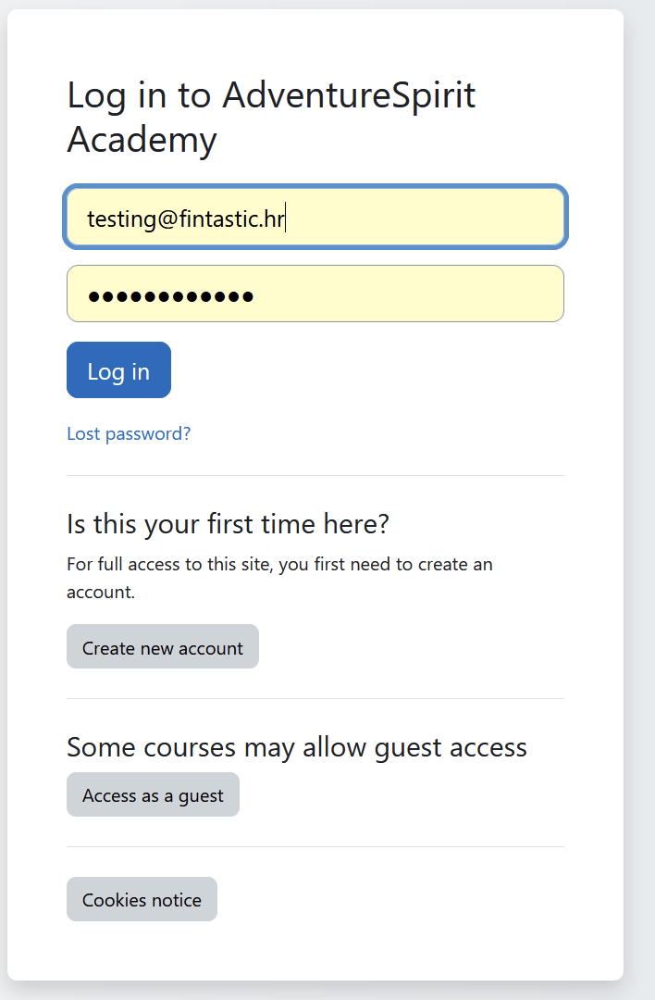 Log in to AdventureSpirit
Academy
testing@fintastic.hr
••••••••••••
Log in
Lost password?
Is this your first time here?
For full access to this site, you first need to create an
account.
Create new account
Some courses may allow guest access
Access as a guest
Cookies notice